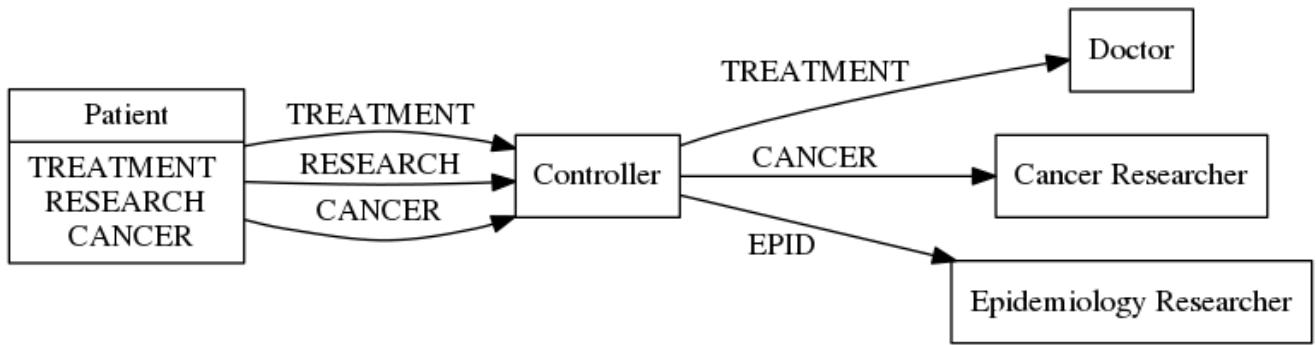 Patient
TREATMENT
RESEARCH
CANCER
TREATMENT
RESEARCH
CANCER
Controller
TREATMENT
CANCER
EPID
Doctor
Cancer Researcher
Epidemiology Researcher